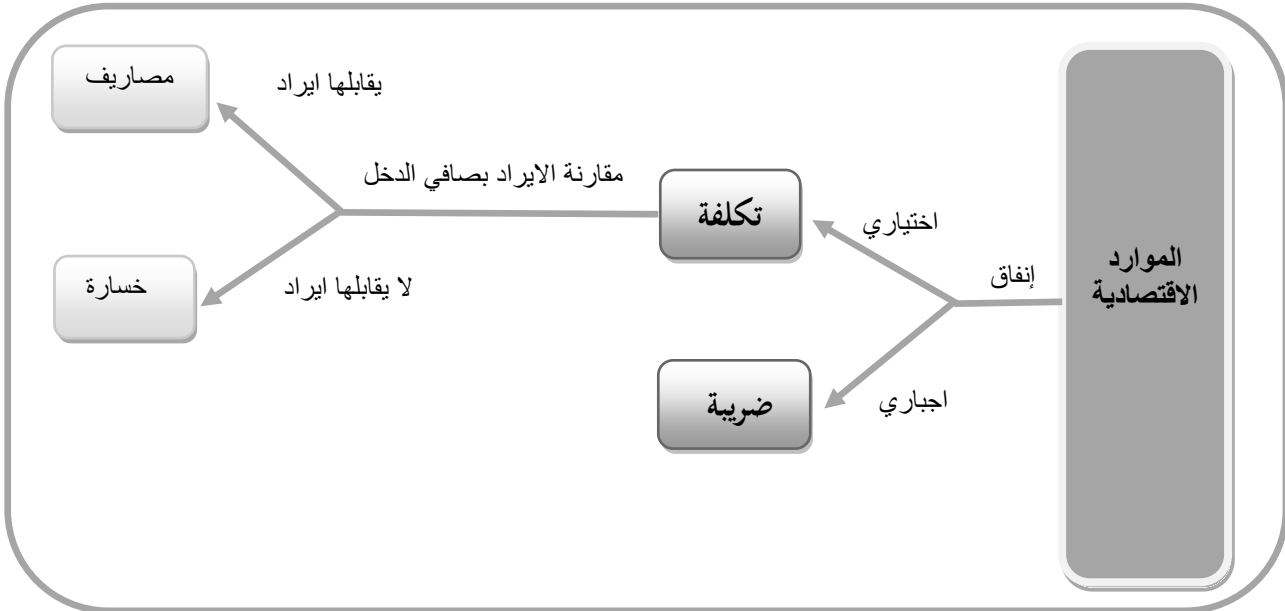 الموارد
الاقتصادية
إنفاق
اختياري
اجباري
تكلفة
ضريبة
مقارنة الايراد بصافي الدخل
يقابلها ايراد
لا يقابلها ايراد
مصاريف
خسارة